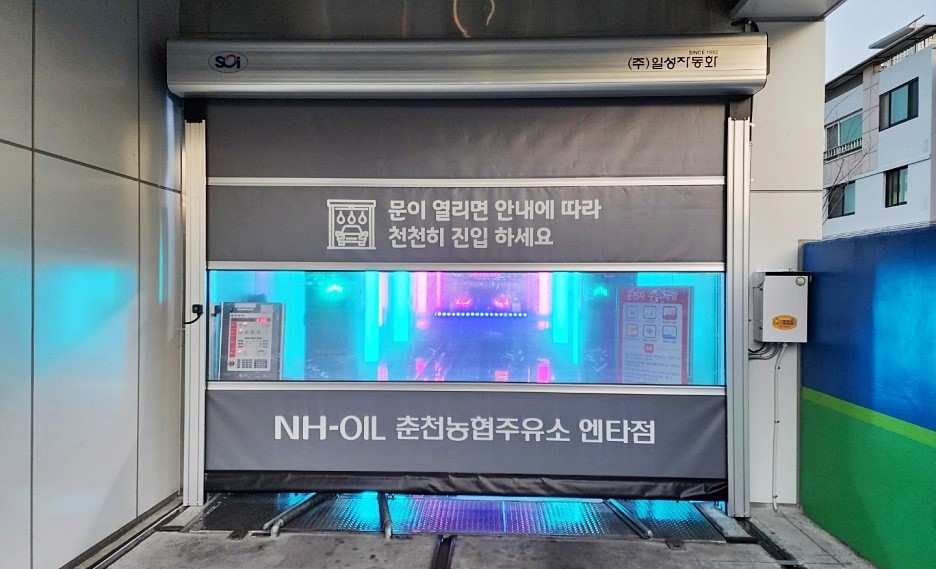 SCi
SINCE 1992
(주)일성자동화
문이 열리면 안내에 따라
천천히 진입 하세요
NH-OIL 춘천농협주유소 엔타점